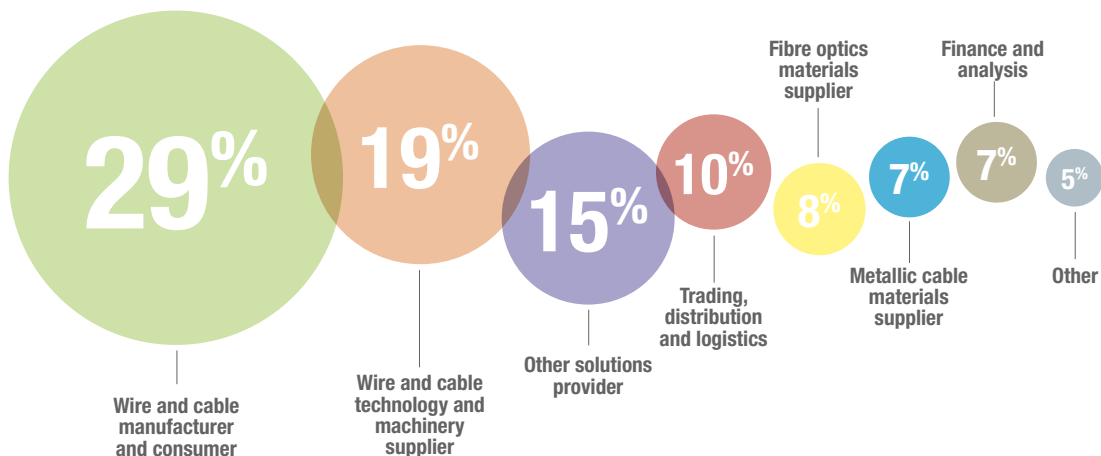 29%
Wire and cable
manufacturer
and consumer
19%
Wire and cable
technology and
machinery
supplier
15%
Other solutions
provider
10%
Trading,
distribution
and logistics
Fibre optics
materials
supplier
8%
7%
Metallic cable
materials
supplier
Finance and
analysis
7%
5%
Other